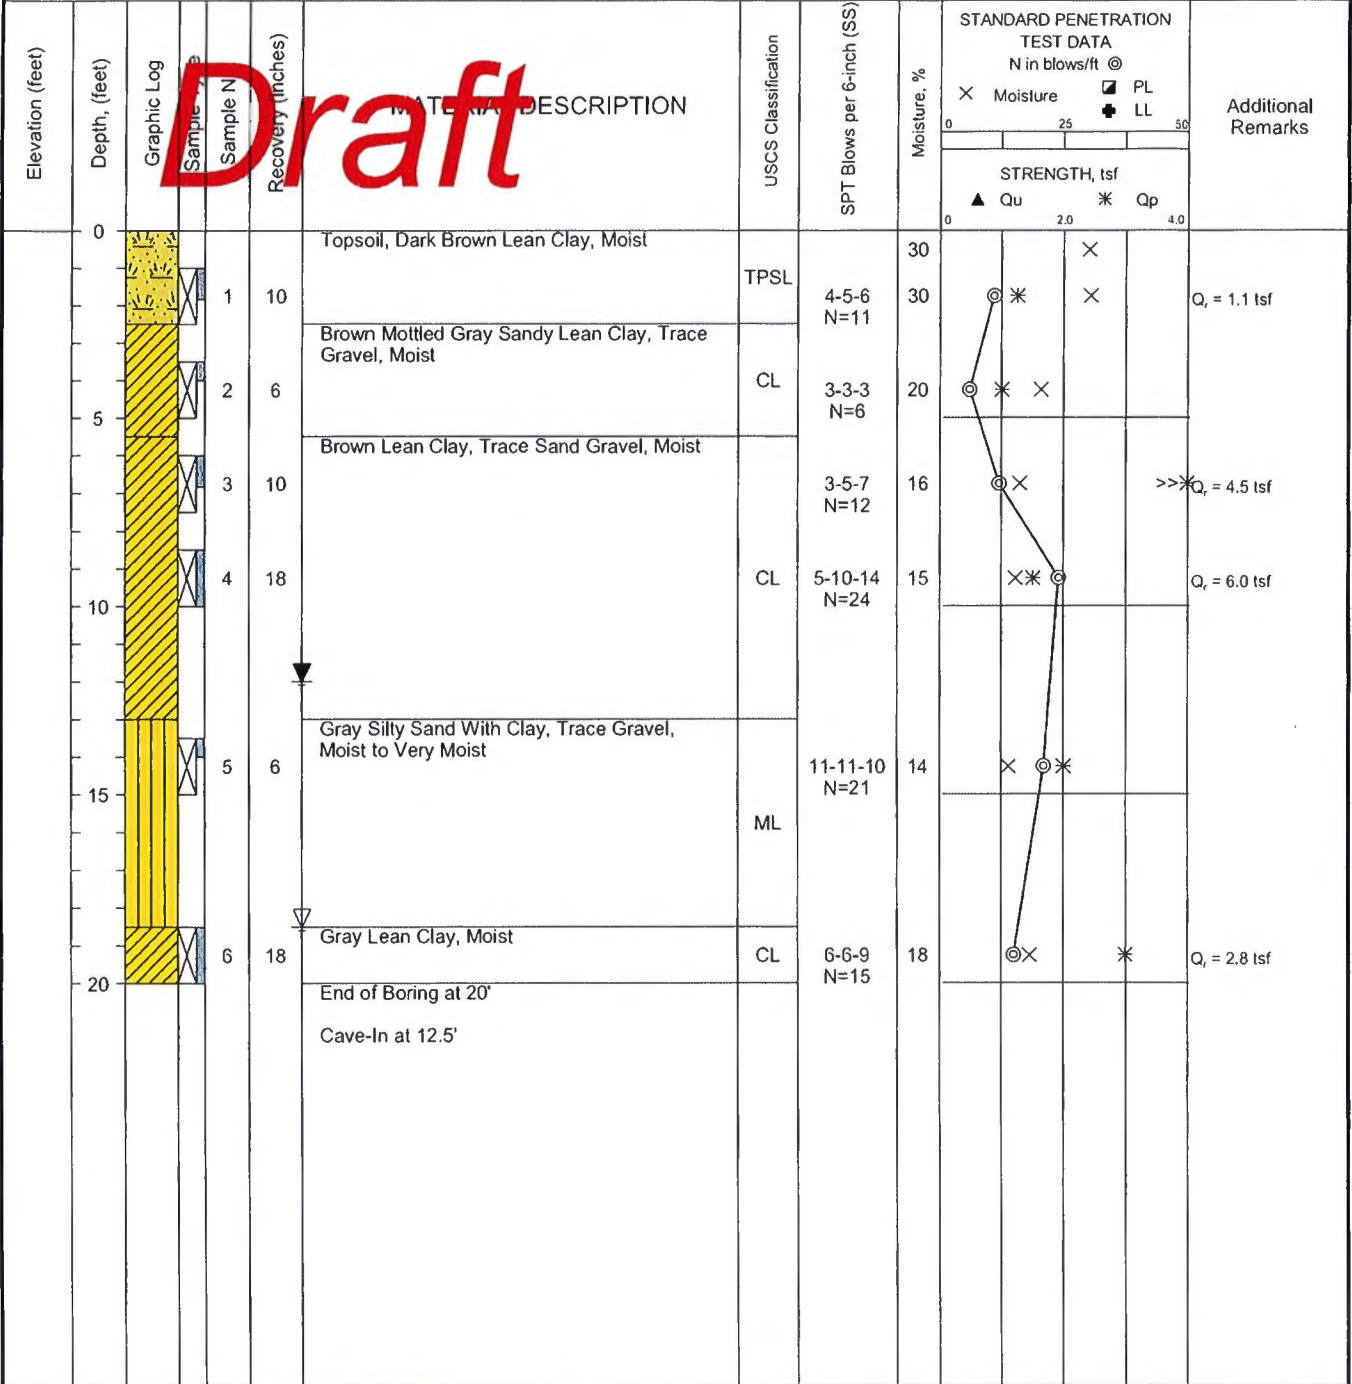 Draft
Elevation (feet)
Depth, (feet)
Graphic Log
Sample N
Recovery (inches)
MATERIAL DESCRIPTION
USCS Classification
SPT Blows per 6-inch (SS)
Moisture, %
STANDARD PENETRATION
TEST DATA
N in blows/ft
Moisture
PL
LL
0 25 50
STRENGTH, tsf
Qu Qp
0 2.0 4.0
Additional
Remarks
0
Topsoil, Dark Brown Lean Clay, Moist
30
TPSL
1 10 4-5-6 30 Qr = 1.1 tsf
N=11
Brown Mottled Gray Sandy Lean Clay, Trace
Gravel, Moist
CL
2 6 3-3-3 20
N=6
5
Brown Lean Clay, Trace Sand Gravel, Moist
3 10 3-5-7 16 >> Qr = 4.5 tsf
N=12
4 18 CL 5-10-14 15 Qr = 6.0 tsf
N=24
10
Gray Silty Sand With Clay, Trace Gravel,
Moist to Very Moist
5 6 11-11-10 14
N=21
15
ML
Gray Lean Clay, Moist
6 18 CL 6-6-9 18 Qr = 2.8 tsf
N=15
20
End of Boring at 20'
Cave-In at 12.5'